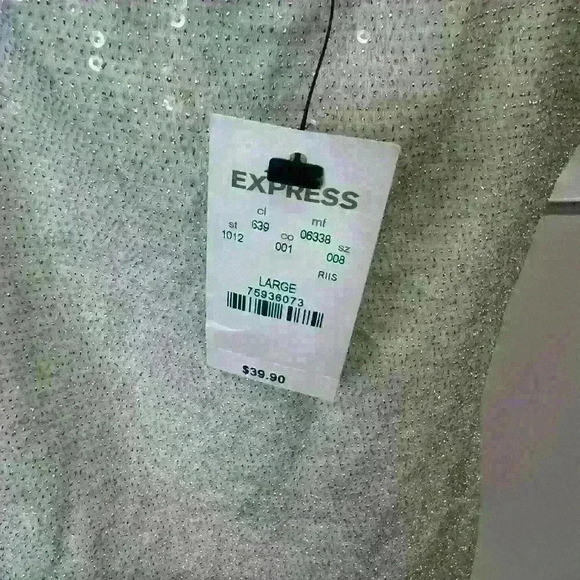 EXPRESS
cl mf
st 639 co 06338 sz
1012 001 008
RIIS
LARGE
75936073
$39.90